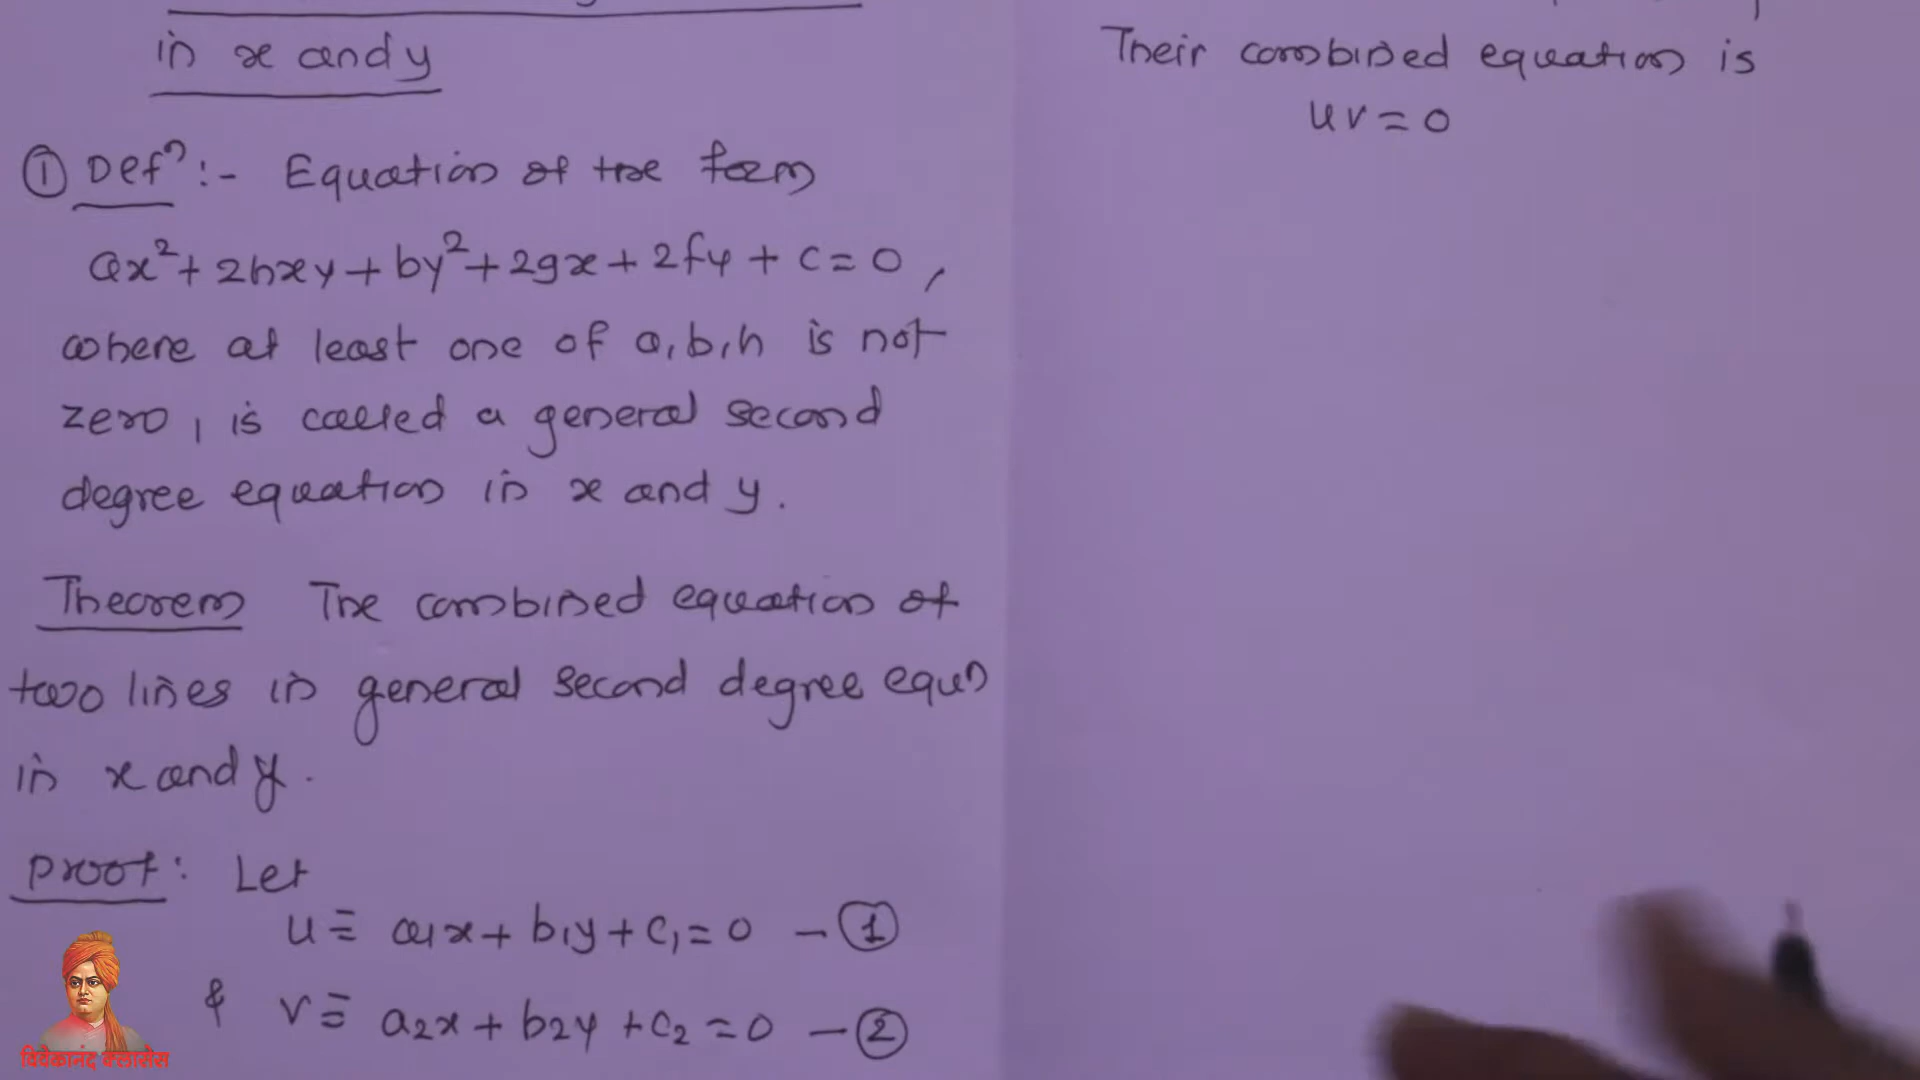 in x and y
① Defⁿ :- Equation of the form
ax² + 2hxy + by² + 2gx + 2fy + c = 0 ,
where at least one of a, b, h is not
zero, is called a general second
degree equation in x and y.
Theorem The combined equation of
two lines in general second degree equⁿ
in x and y.
Proof: Let
u ≡ a₁x + b₁y + c₁ = 0 — ①
& v ≡ a₂x + b₂y + c₂ = 0 — ②
विवेकानंद क्लासेस
Their combined equation is
uv = 0